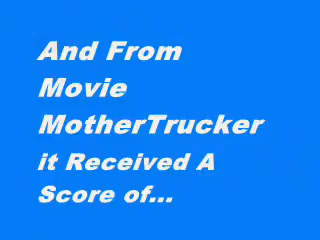 And From
Movie
MotherTrucker
it Received A
Score of...